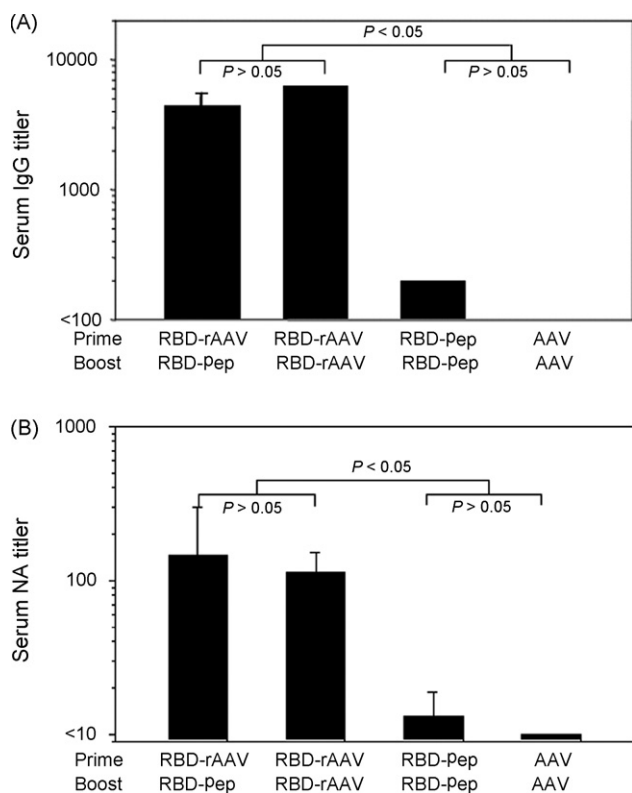 (A)
P < 0.05
10000
P > 0.05 P > 0.05
Serum IgG titler
1000
<100
Prime RBD-rAAV RBD-rAAV RBD-pep AAV
Boost RBD-pep RBD-rAAV RBD-pep AAV
(B)
1000
P < 0.05
P > 0.05 P > 0.05
Serum NA titler
100
<10
Prime RBD-rAAV RBD-rAAV RBD-pep AAV
Boost RBD-pep RBD-rAAV RBD-pep AAV